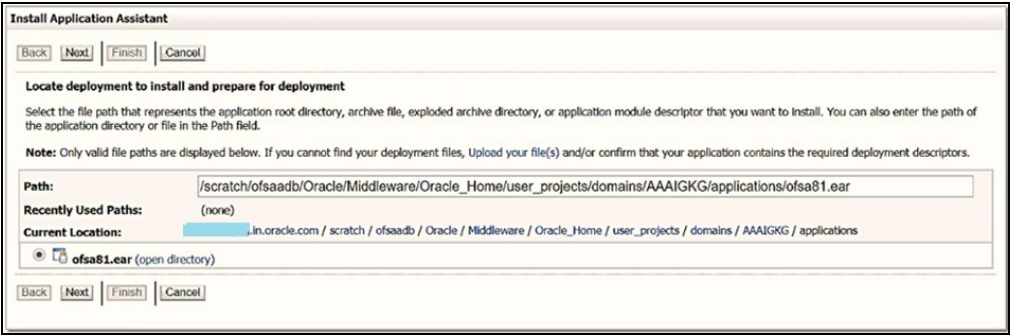 Install Application Assistant
Back Next Finish Cancel
Locate deployment to install and prepare for deployment
Select the file path that represents the application root directory, archive file, exploded archive directory, or application module descriptor that you want to install. You can also enter the path of
the application directory or file in the Path field.
Note: Only valid file paths are displayed below. If you cannot find your deployment files, Upload your file(s) and/or confirm that your application contains the required deployment descriptors.
Path: /scratch/ofsaadb/Oracle/Middleware/Oracle_Home/user_projects/domains/AAAIGKG/applications/ofsa81.ear
Recently Used Paths: (none)
Current Location: .in.oracle.com / scratch / ofsaadb / Oracle / Middleware / Oracle_Home / user_projects / domains / AAAIGKG / applications
ofsa81.ear (open directory)
Back Next Finish Cancel